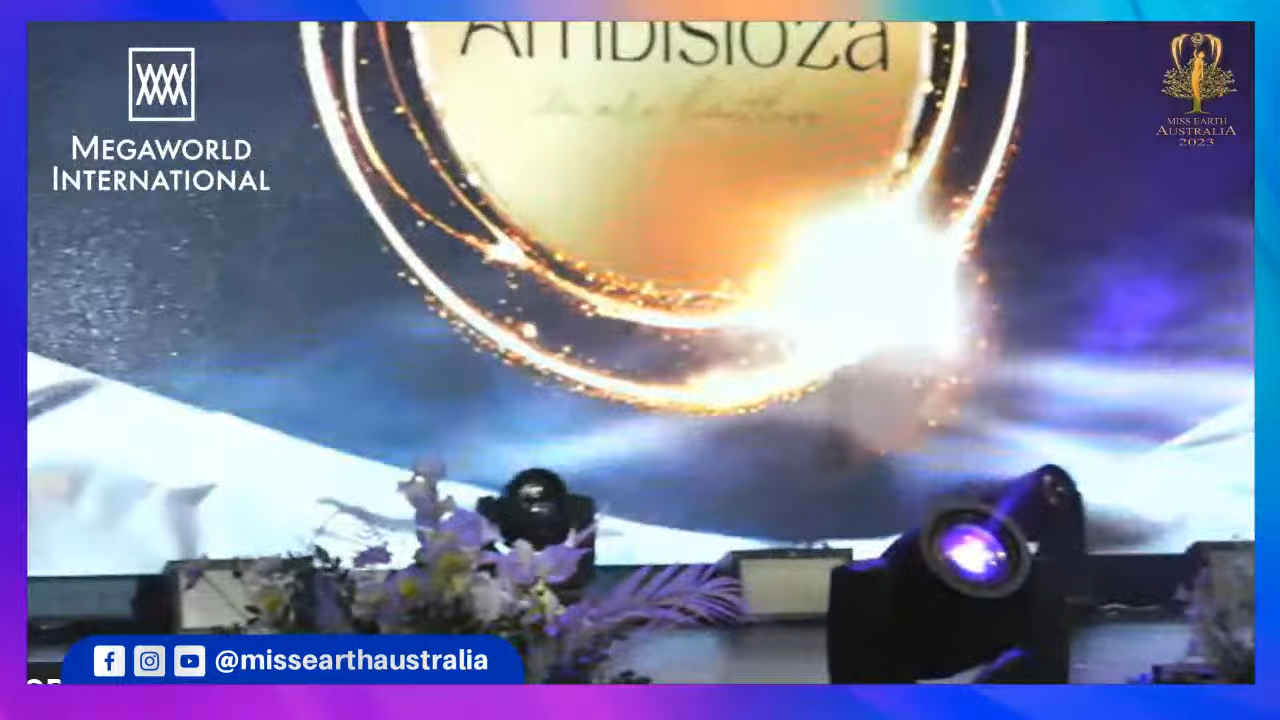 Ambisioza
MEGAWORLD
INTERNATIONAL
MISS EARTH
AUSTRALIA
2023
@missearthaustralia